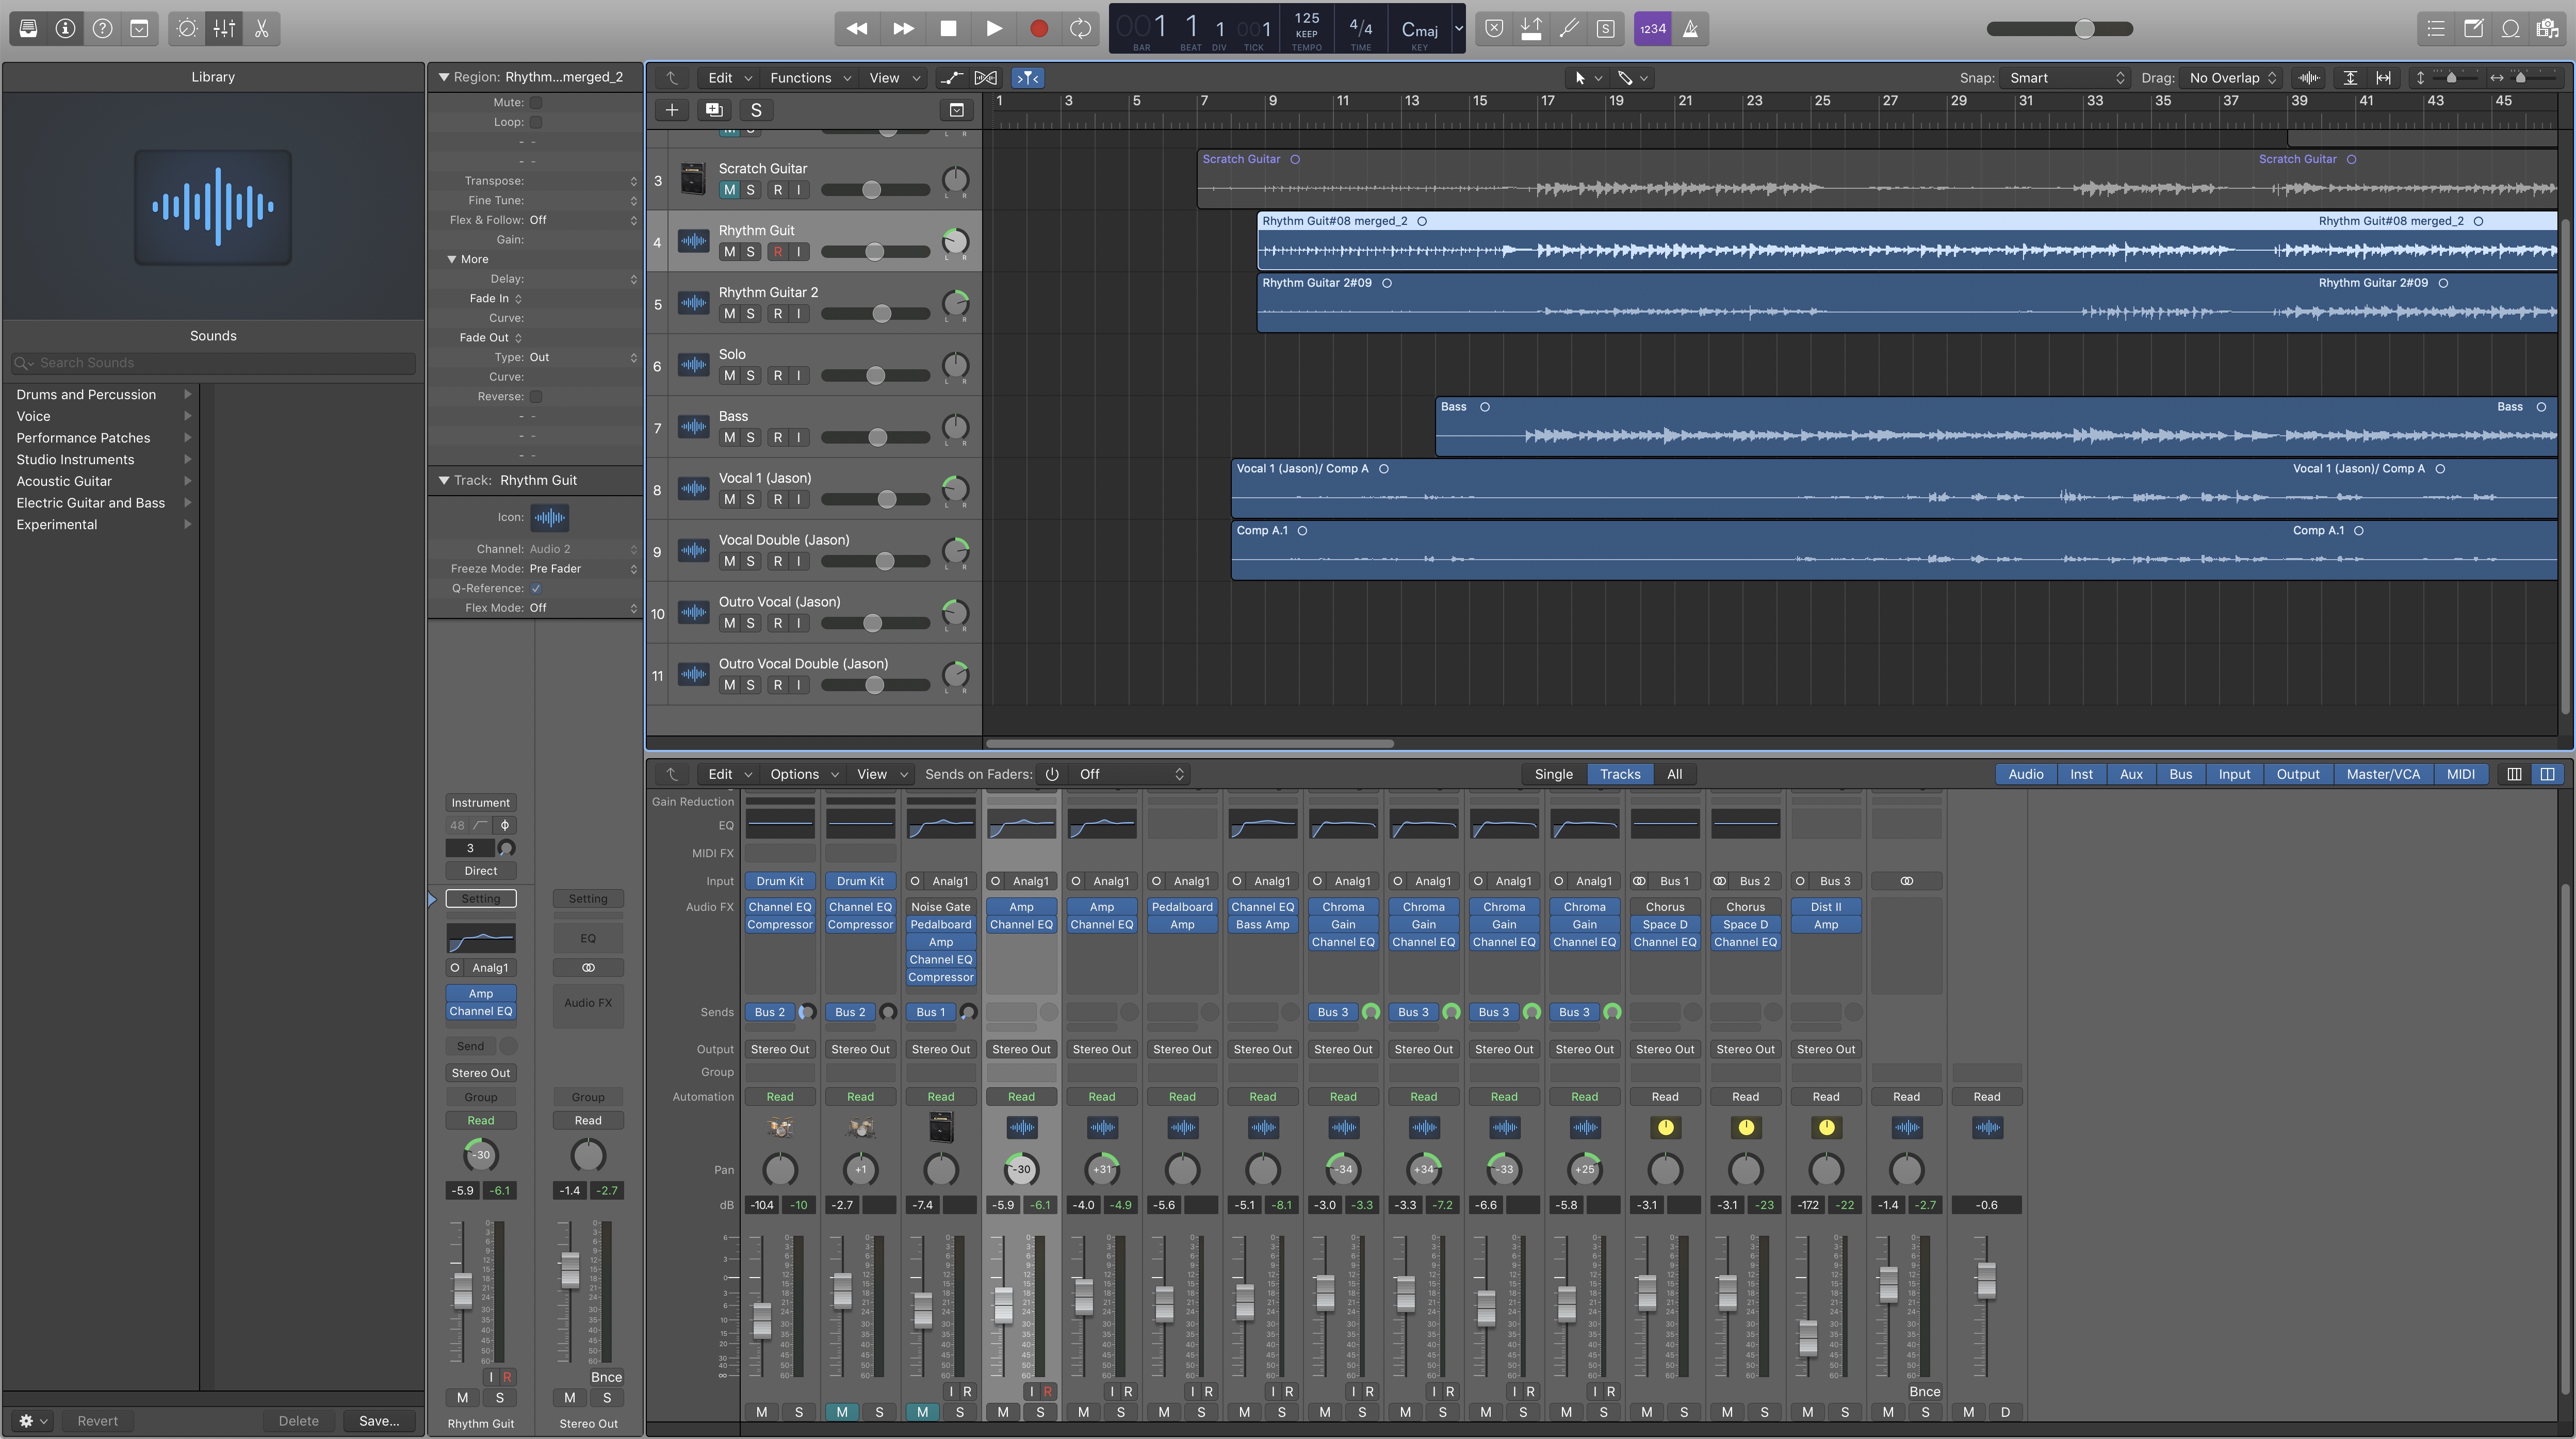 001 1 1 001
BAR BEAT DIV TICK
125
KEEP
TEMPO
4/4
TIME
Cmaj
KEY
S
1234
Library
Sounds
Search Sounds
Drums and Percussion
Voice
Performance Patches
Studio Instruments
Acoustic Guitar
Electric Guitar and Bass
Experimental
Revert
Delete
Save...
Region: Rhythm...merged_2
Mute:
Loop:
- -
- -
Transpose:
Fine Tune:
Flex & Follow: Off
Gain:
More
Delay:
Fade In
Curve:
Fade Out
Type: Out
Curve:
Reverse:
- -
- -
- -
Track: Rhythm Guit
Icon:
Channel: Audio 2
Freeze Mode: Pre Fader
Q-Reference:
Flex Mode: Off
Instrument
48
3
Direct
Setting Setting
EQ
Analg1
Amp
Channel EQ
Audio FX
Send
Stereo Out
Group Group
Read Read
-30
-5.9 -6.1 -1.4 -2.7
I R Bnce
M S M S
Rhythm Guit Stereo Out
Edit Functions View
Snap: Smart
Drag: No Overlap
S
1 3 5 7 9 11 13 15 17 19 21 23 25 27 29 31 33 35 37 39 41 43 45
3 Scratch Guitar
M S R I
4 Rhythm Guit
M S R I
5 Rhythm Guitar 2
M S R I
6 Solo
M S R I
7 Bass
M S R I
8 Vocal 1 (Jason)
M S R I
9 Vocal Double (Jason)
M S R I
10 Outro Vocal (Jason)
M S R I
11 Outro Vocal Double (Jason)
M S R I
Scratch Guitar Scratch Guitar
Rhythm Guit#08 merged_2 Rhythm Guit#08 merged_2
Rhythm Guitar 2#09 Rhythm Guitar 2#09
Bass Bass
Vocal 1 (Jason)/ Comp A Vocal 1 (Jason)/ Comp A
Comp A.1 Comp A.1
Edit Options View Sends on Faders: Off
Single Tracks All
Audio Inst Aux Bus Input Output Master/VCA MIDI
Gain Reduction
EQ
MIDI FX
Input Drum Kit Drum Kit Analg1 Analg1 Analg1 Analg1 Analg1 Analg1 Analg1 Analg1 Analg1 Bus 1 Bus 2 Bus 3
Audio FX Channel EQ Channel EQ Noise Gate Amp Amp Pedalboard Channel EQ Chroma Chroma Chroma Chroma Chorus Chorus Dist II
Compressor Compressor Pedalboard Channel EQ Channel EQ Amp Bass Amp Gain Gain Gain Gain Space D Space D Amp
Amp Channel EQ Channel EQ Channel EQ Channel EQ Channel EQ Channel EQ
Channel EQ
Compressor
Sends Bus 2 Bus 2 Bus 1 Bus 3 Bus 3 Bus 3 Bus 3
Output Stereo Out Stereo Out Stereo Out Stereo Out Stereo Out Stereo Out Stereo Out Stereo Out Stereo Out Stereo Out Stereo Out Stereo Out Stereo Out Stereo Out
Group
Automation Read Read Read Read Read Read Read Read Read Read Read Read Read Read Read Read
Pan +1 -30 +31 -34 +34 -33 +25
dB -10.4 -10 -2.7 -7.4 -5.9 -6.1 -4.0 -4.9 -5.6 -5.1 -8.1 -3.0 -3.3 -3.3 -7.2 -6.6 -5.8 -3.1 -3.1 -23 -17.2 -22 -1.4 -2.7 -0.6
I R I R I R I R I R I R I R I R I R Bnce
M S M S M S M S M S M S M S M S M S M S M S M S M S M S M S M D